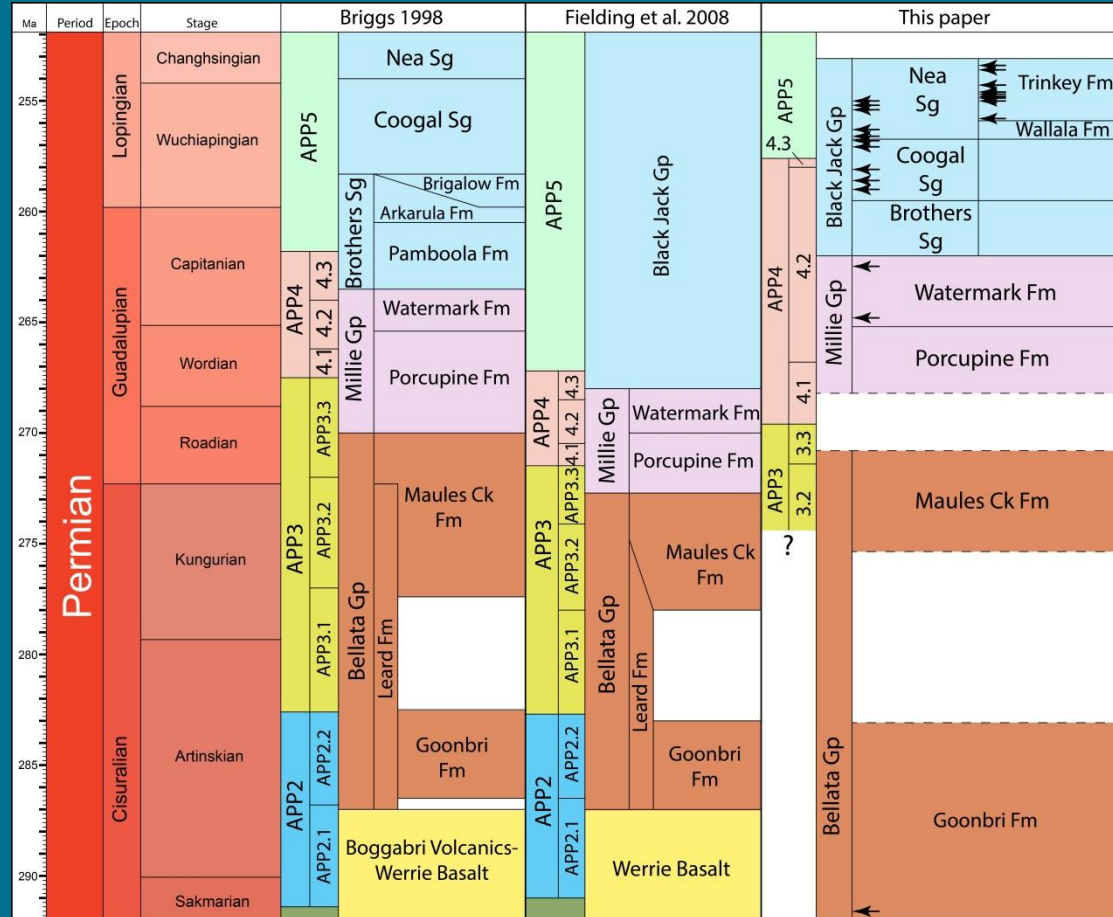 Ma
Period
Epoch
Stage
Briggs 1998
Fielding et al. 2008
This paper
255
260
265
270
275
280
285
290
Permian
Lopingian
Guadalupian
Cisuralian
Changhsingian
Wuchiapingian
Capitanian
Wordian
Roadian
Kungurian
Artinskian
Sakmarian
APP5
APP4
4.3
4.2
4.1
APP3
APP3.3
APP3.2
APP3.1
APP2
APP2.2
APP2.1
Nea Sg
Coogal Sg
Brothers Sg
Brigalow Fm
Arkarula Fm
Pamboola Fm
Millie Gp
Watermark Fm
Porcupine Fm
Bellata Gp
Leard Fm
Maules Ck
Fm
Goonbri
Fm
Boggabri Volcanics-
Werrie Basalt
APP5
APP4
4.3
4.2
4.1
APP3
APP3.3
APP3.2
APP3.1
APP2
APP2.2
APP2.1
Black Jack Gp
Millie Gp
Watermark Fm
Porcupine Fm
Bellata Gp
Leard Fm
Maules Ck
Fm
Goonbri
Fm
Werrie Basalt
APP5
4.3
APP4
4.2
4.1
APP3
3.3
3.2
?
Black Jack Gp
Nea
Sg
Trinkey Fm
Wallala Fm
Coogal
Sg
Brothers
Sg
Millie Gp
Watermark Fm
Porcupine Fm
Bellata Gp
Maules Ck Fm
Goonbri Fm